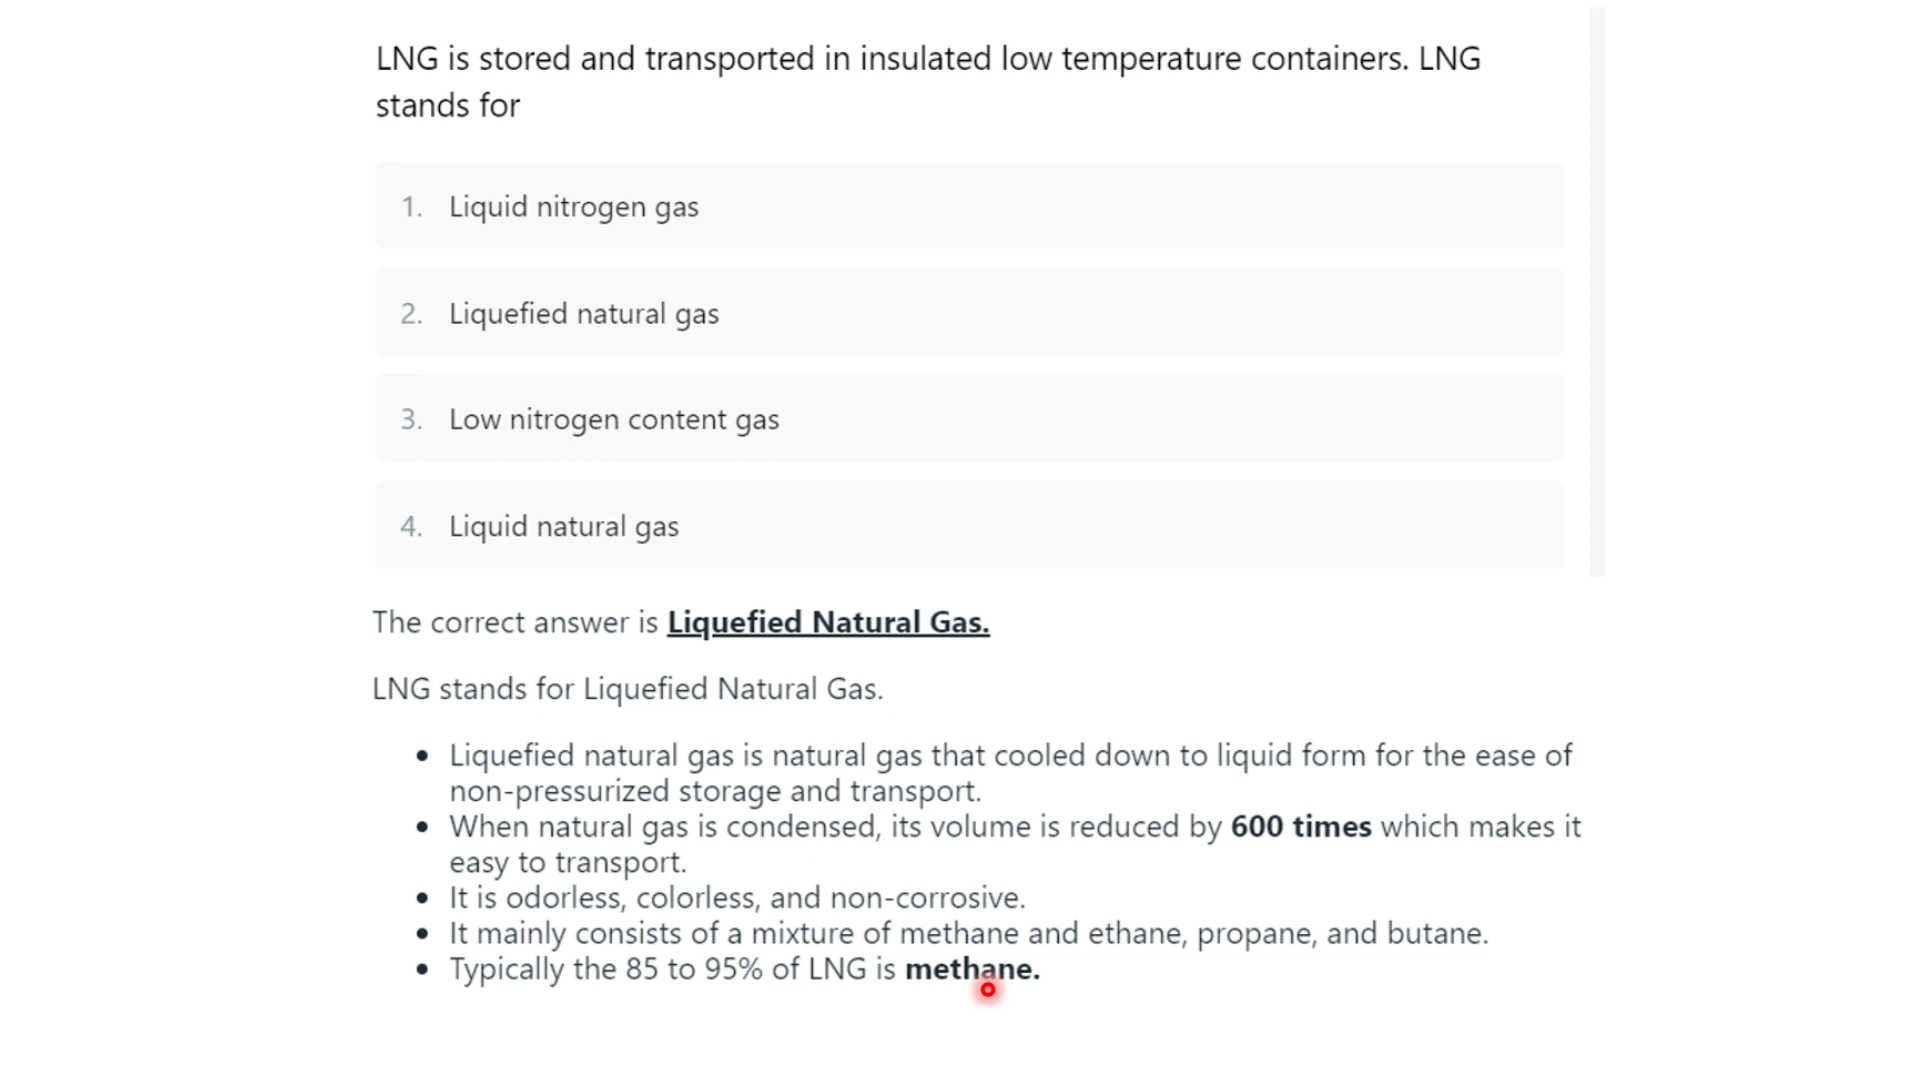 LNG is stored and transported in insulated low temperature containers. LNG
stands for
1. Liquid nitrogen gas
2. Liquefied natural gas
3. Low nitrogen content gas
4. Liquid natural gas
The correct answer is Liquefied Natural Gas.
LNG stands for Liquefied Natural Gas.
• Liquefied natural gas is natural gas that cooled down to liquid form for the ease of
non-pressurized storage and transport.
• When natural gas is condensed, its volume is reduced by 600 times which makes it
easy to transport.
• It is odorless, colorless, and non-corrosive.
• It mainly consists of a mixture of methane and ethane, propane, and butane.
• Typically the 85 to 95% of LNG is methane.